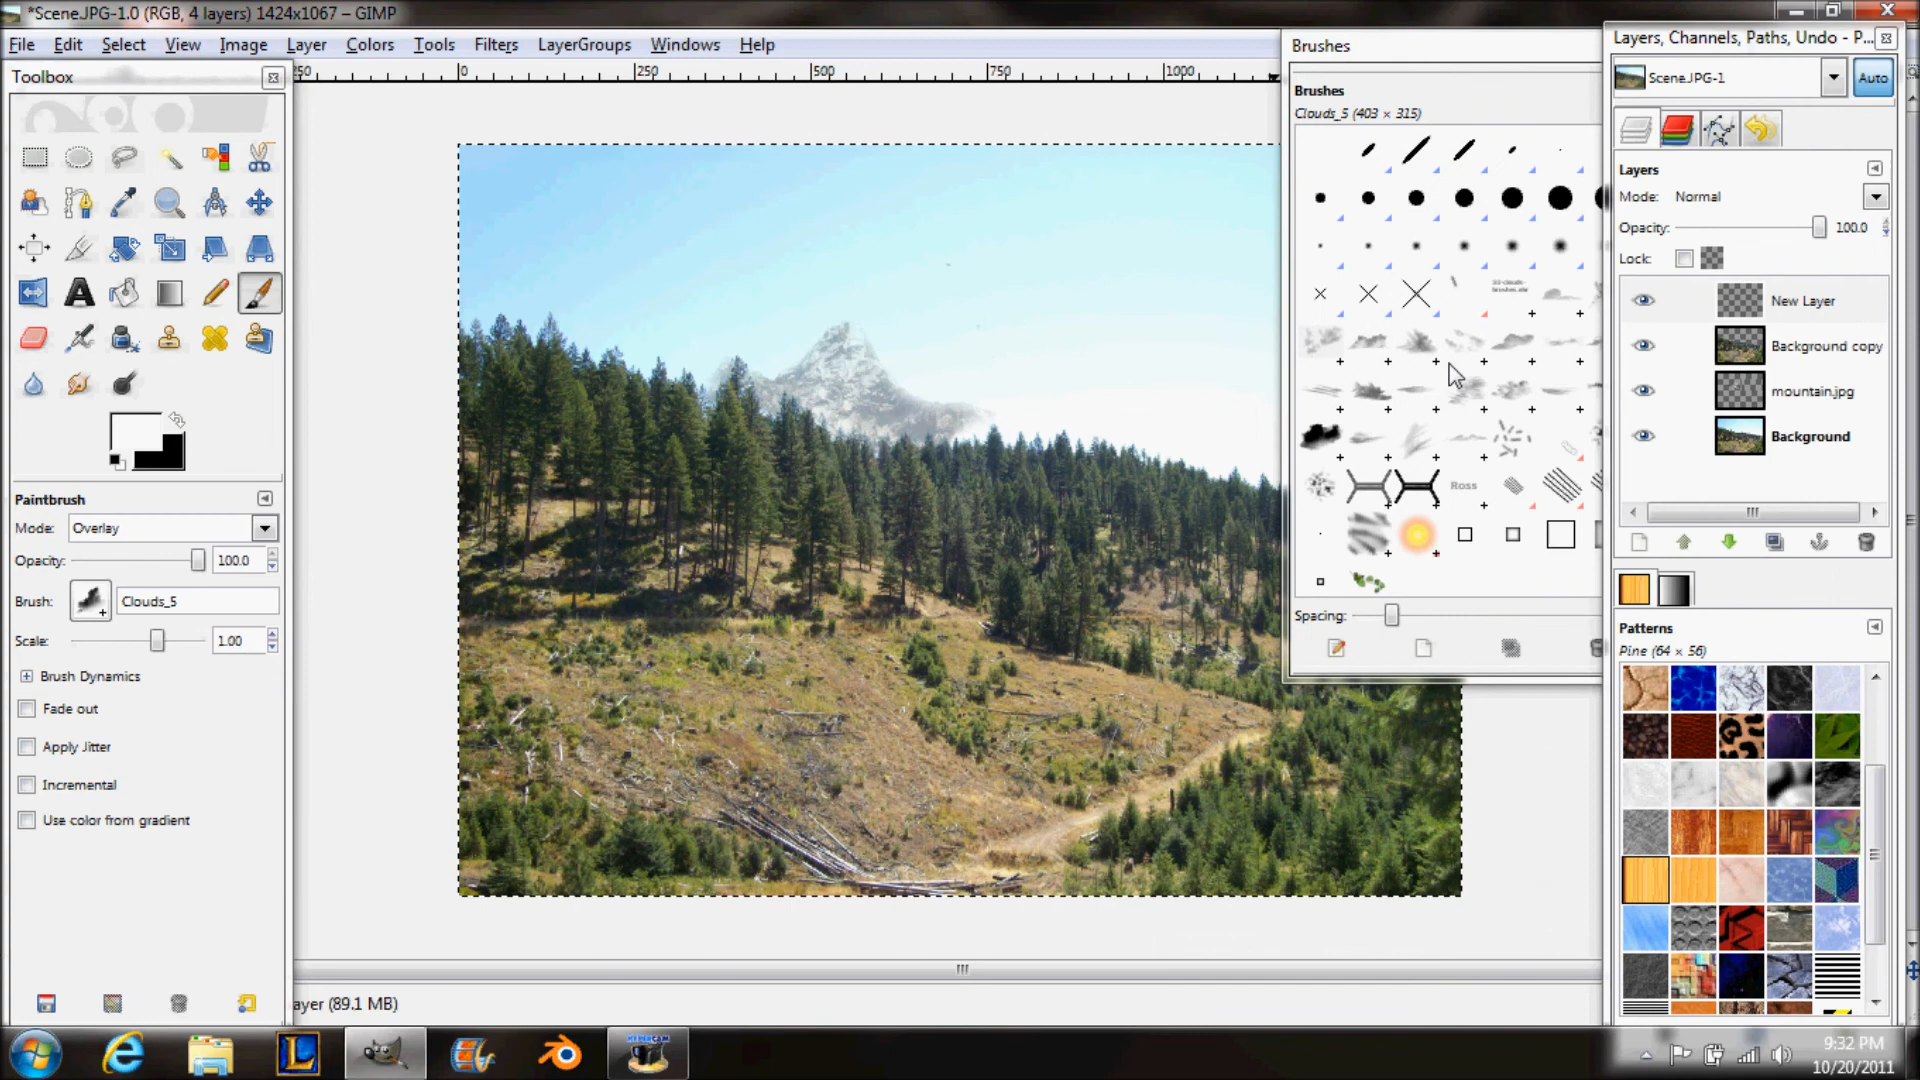 *Scene.JPG-1.0 (RGB, 4 layers) 1424x1067 – GIMP
File Edit Select View Image Layer Colors Tools Filters LayerGroups Windows Help
Toolbox
250 0 250 500 750 1000
Paintbrush
Mode: Overlay
Opacity: 100.0
Brush: Clouds_5
Scale: 1.00
Brush Dynamics
Fade out
Apply Jitter
Incremental
Use color from gradient
ayer (89.1 MB)
Brushes
Brushes
Clouds_5 (403 × 315)
Ross
Spacing:
Layers, Channels, Paths, Undo - P...
Scene.JPG-1
Auto
Layers
Mode: Normal
Opacity: 100.0
Lock:
New Layer
Background copy
mountain.jpg
Background
Patterns
Pine (64 × 56)
L
HYPERCAM
9:32 PM
10/20/2011